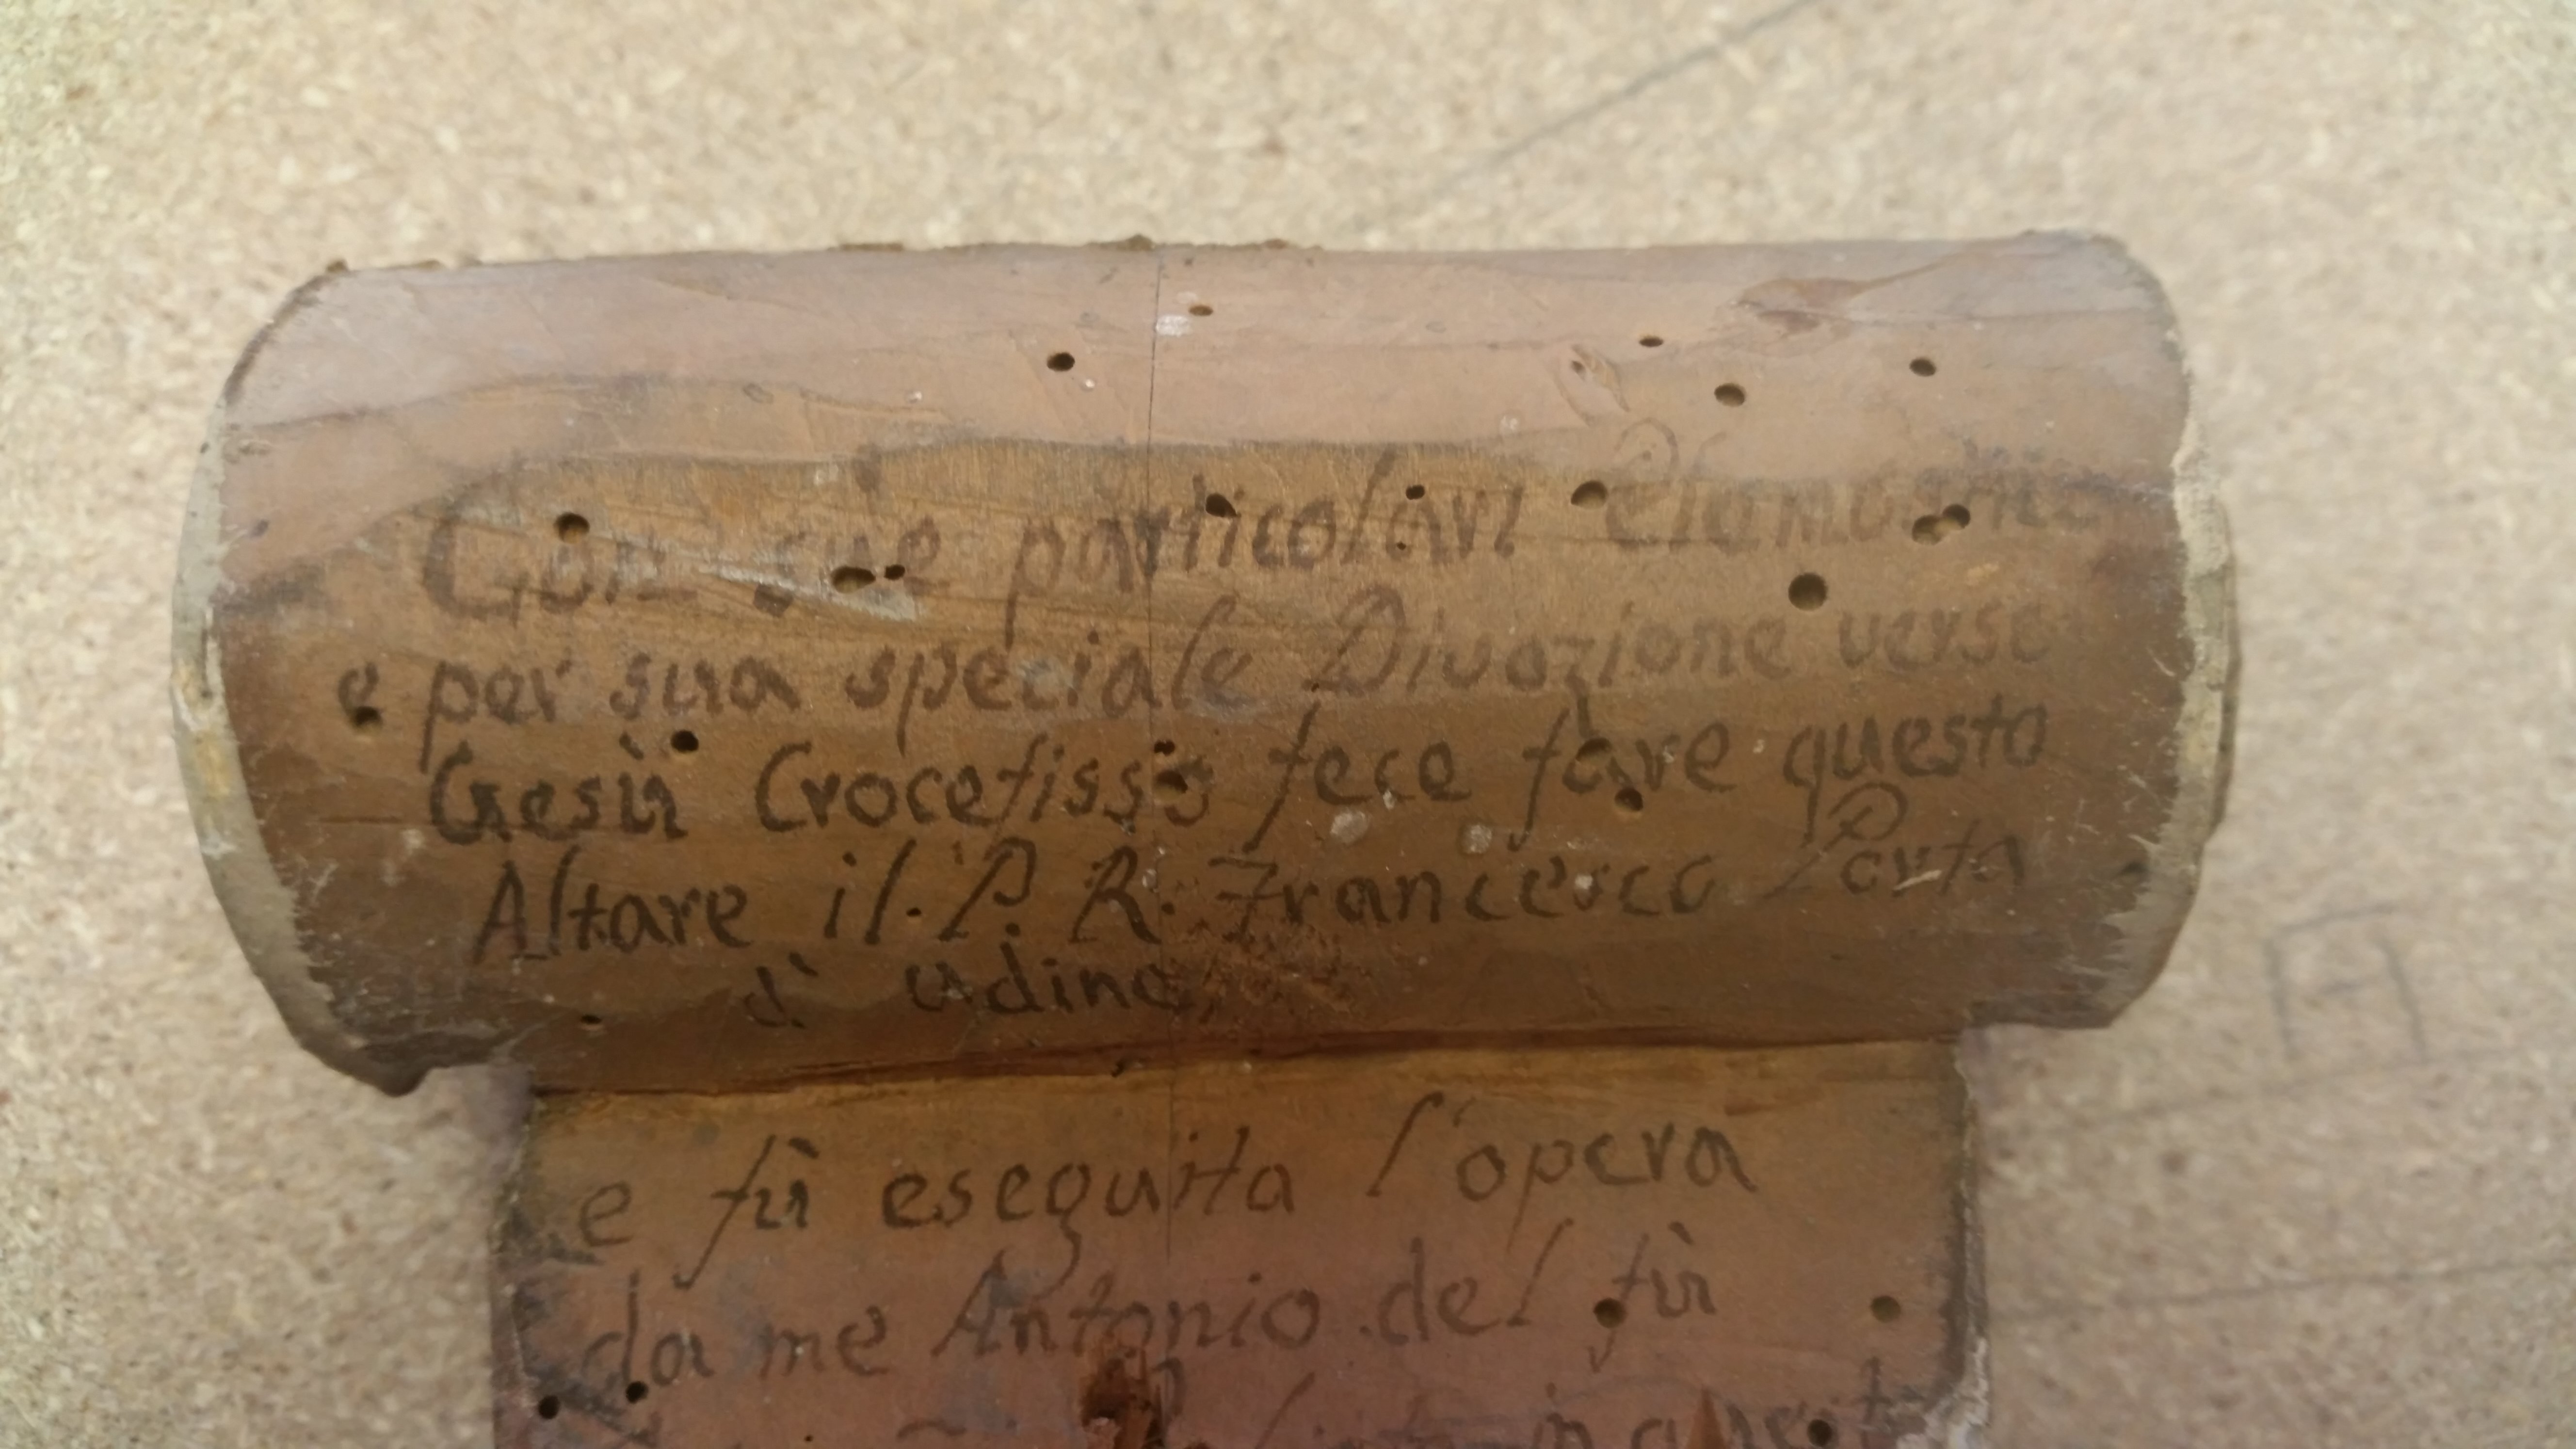 Con sue particolari Elemosine
e per sua speciale Divozione verso
Gesù Crocefisso fece fare questo
Altare il P. R. Francesco Porta
d' Udine
e fù esequita l'opera
da me Antonio del fù